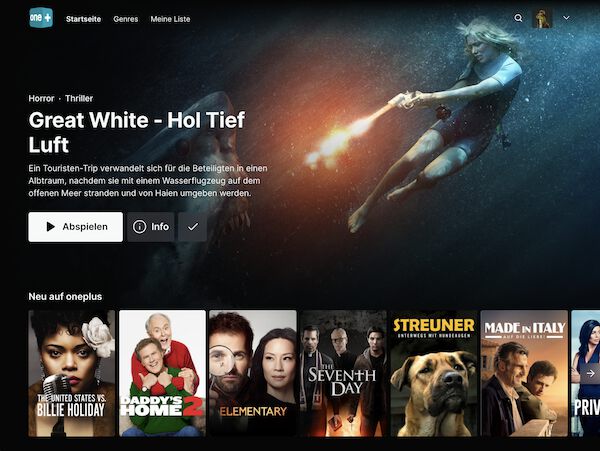 one +
Startseite
Genres
Meine Liste
Horror · Thriller
Great White - Hol Tief
Luft
Ein Touristen-Trip verwandelt sich für die Beteiligten in einen
Albtraum, nachdem sie mit einem Wasserflugzeug auf dem
offenen Meer stranden und von Haien umgeben werden.
Abspielen
Info
Neu auf oneplus
THE UNITED STATES VS.
BILLIE HOLIDAY
DADDY'S
HOME 2
ELEMENTARY
THE
SEVENTH
DAY
STREUNER
UNTERWEGS MIT HUNDEAUGEN
MADE IN ITALY
AUF DIE LIEBE!
PRIV